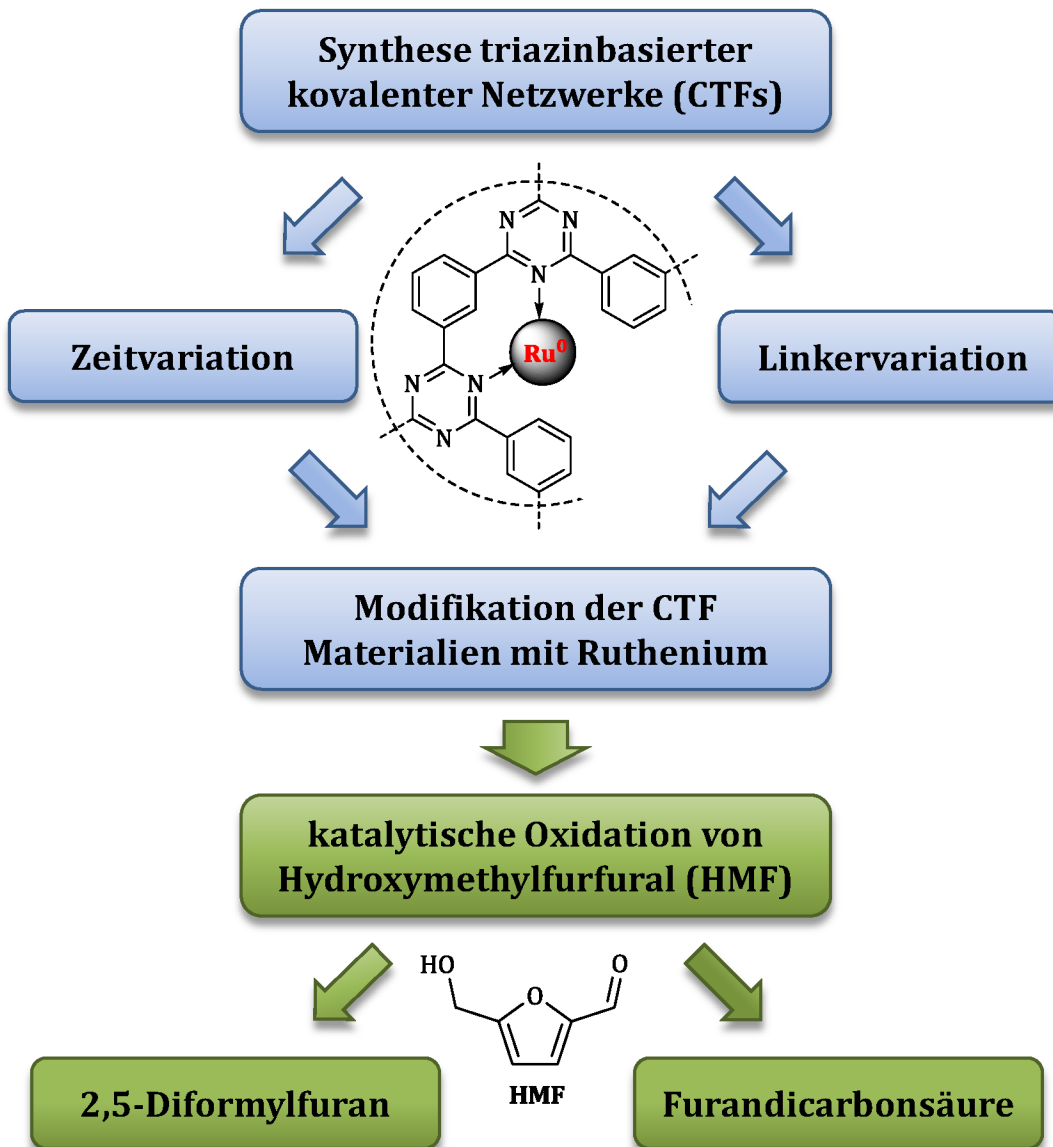 Synthese triazinbasierter
kovalenter Netzwerke (CTFs)
N
N
N
Zeitvariation
Ru⁰
Linkervariation
N
N
N
Modifikation der CTF
Materialien mit Ruthenium
katalytische Oxidation von
Hydroxymethylfurfural (HMF)
HO
O
O
HMF
2,5-Diformylfuran
Furandicarbonsäure